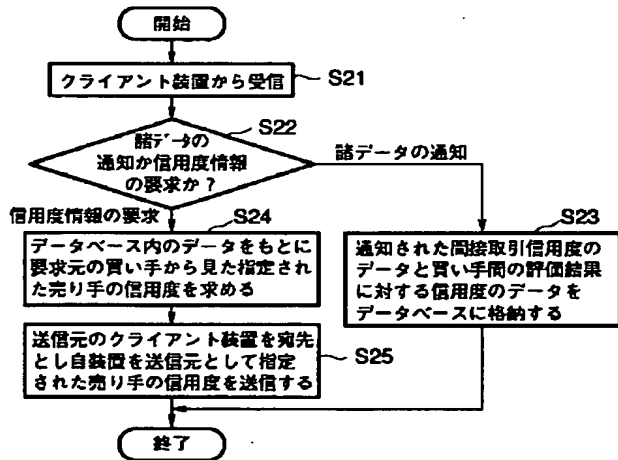 開始
クライアント装置から受信
S21
諸データの
通知か信用度情報
の要求か?
S22
諸データの通知
信用度情報の要求
S24
データベース内のデータをもとに
要求元の買い手から見た指定され
た売り手の信用度を求める
S23
通知された間接取引信用度の
データと買い手間の評価結果
に対する信用度のデータを
データベースに格納する
送信元のクライアント装置を宛先
とし自装置を送信元として指定
された売り手の信用度を送信する
S25
終了